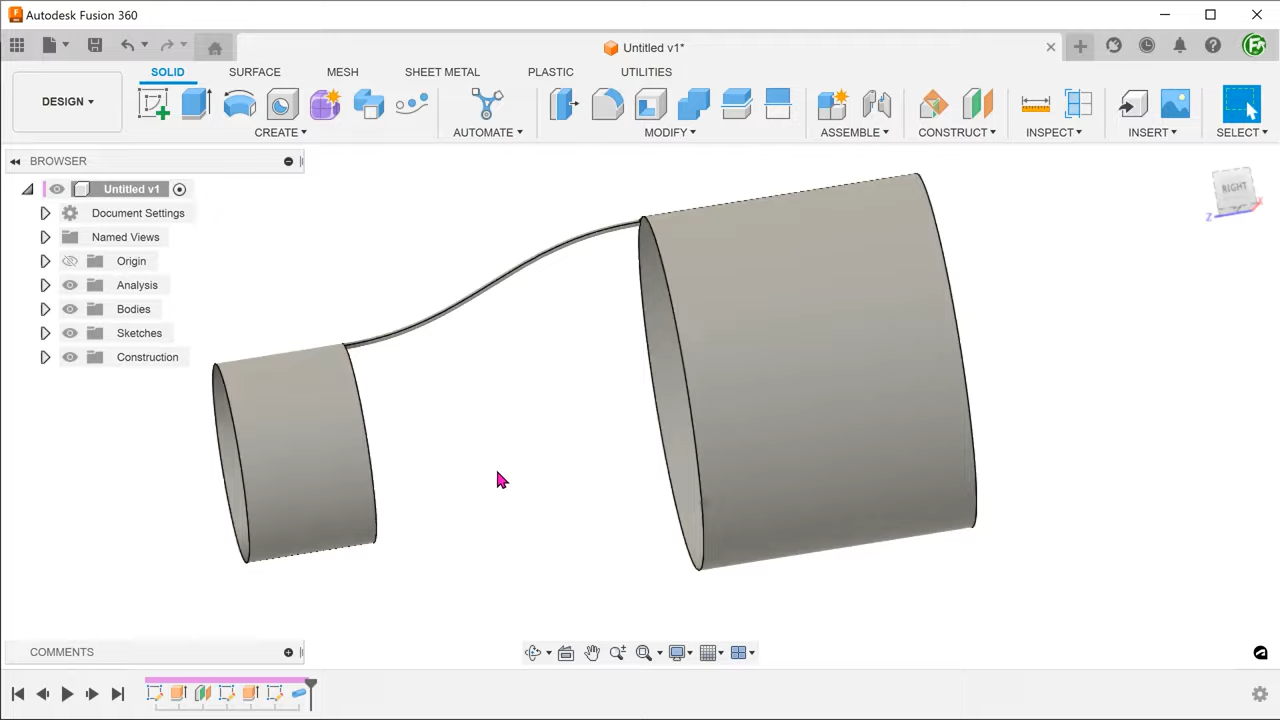 Autodesk Fusion 360
Untitled v1*
SOLID SURFACE MESH SHEET METAL PLASTIC UTILITIES
DESIGN
CREATE AUTOMATE MODIFY ASSEMBLE CONSTRUCT INSPECT INSERT SELECT
BROWSER
Untitled v1
Document Settings
Named Views
Origin
Analysis
Bodies
Sketches
Construction
RIGHT
Z
X
COMMENTS